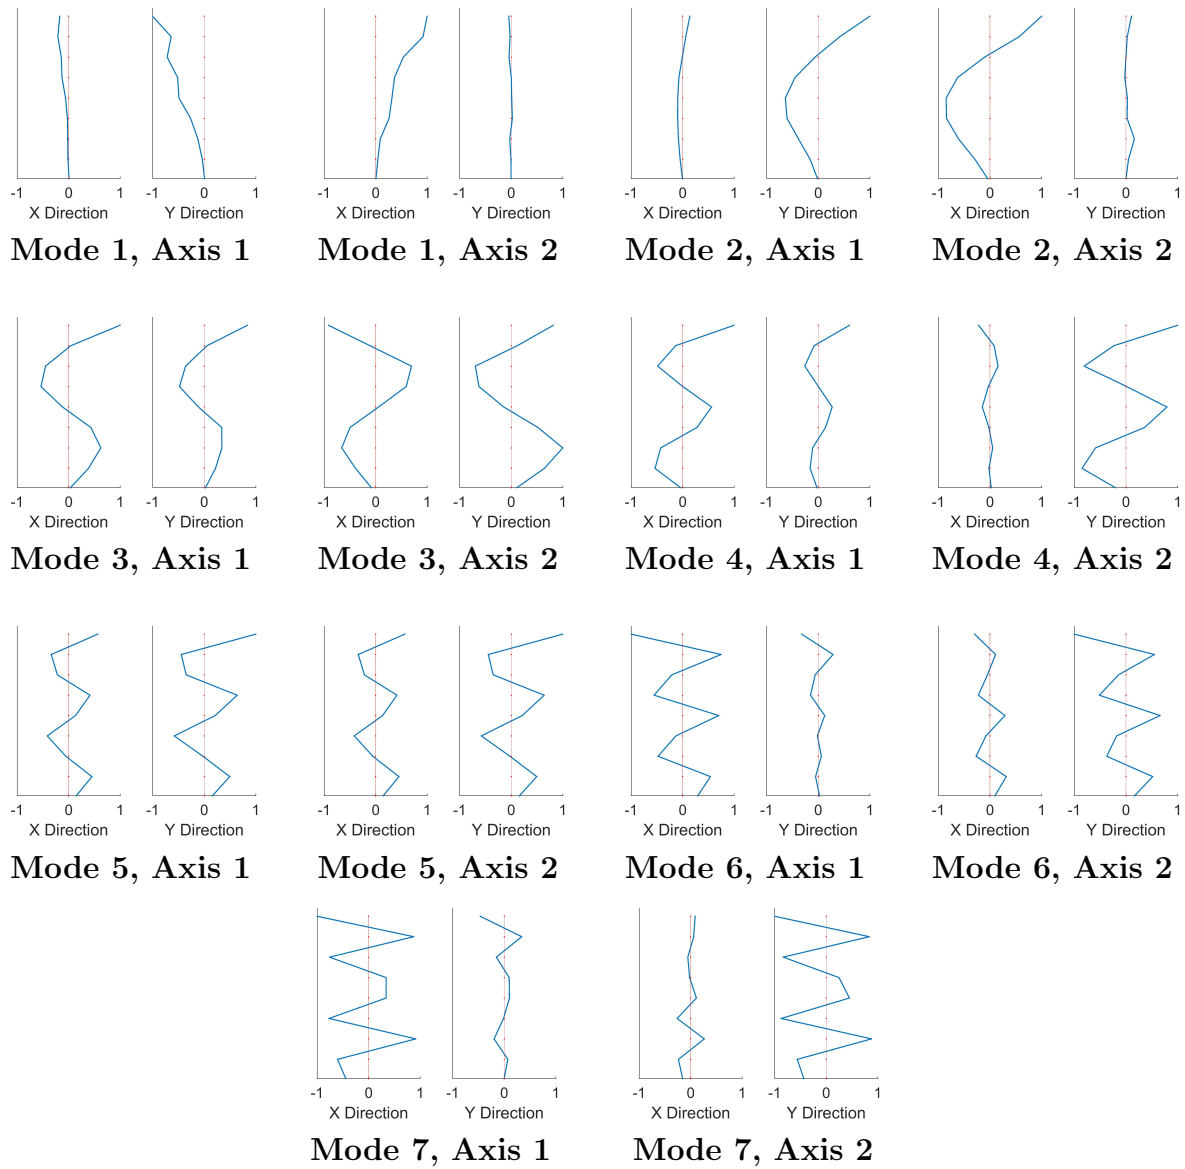 -1 0 1 -1 0 1 -1 0 1 -1 0 1 -1 0 1 -1 0 1 -1 0 1 -1 0 1
X Direction Y Direction X Direction Y Direction X Direction Y Direction X Direction Y Direction
Mode 1, Axis 1 Mode 1, Axis 2 Mode 2, Axis 1 Mode 2, Axis 2
-1 0 1 -1 0 1 -1 0 1 -1 0 1 -1 0 1 -1 0 1 -1 0 1 -1 0 1
X Direction Y Direction X Direction Y Direction X Direction Y Direction X Direction Y Direction
Mode 3, Axis 1 Mode 3, Axis 2 Mode 4, Axis 1 Mode 4, Axis 2
-1 0 1 -1 0 1 -1 0 1 -1 0 1 -1 0 1 -1 0 1 -1 0 1 -1 0 1
X Direction Y Direction X Direction Y Direction X Direction Y Direction X Direction Y Direction
Mode 5, Axis 1 Mode 5, Axis 2 Mode 6, Axis 1 Mode 6, Axis 2
-1 0 1 -1 0 1 -1 0 1 -1 0 1
X Direction Y Direction X Direction Y Direction
Mode 7, Axis 1 Mode 7, Axis 2